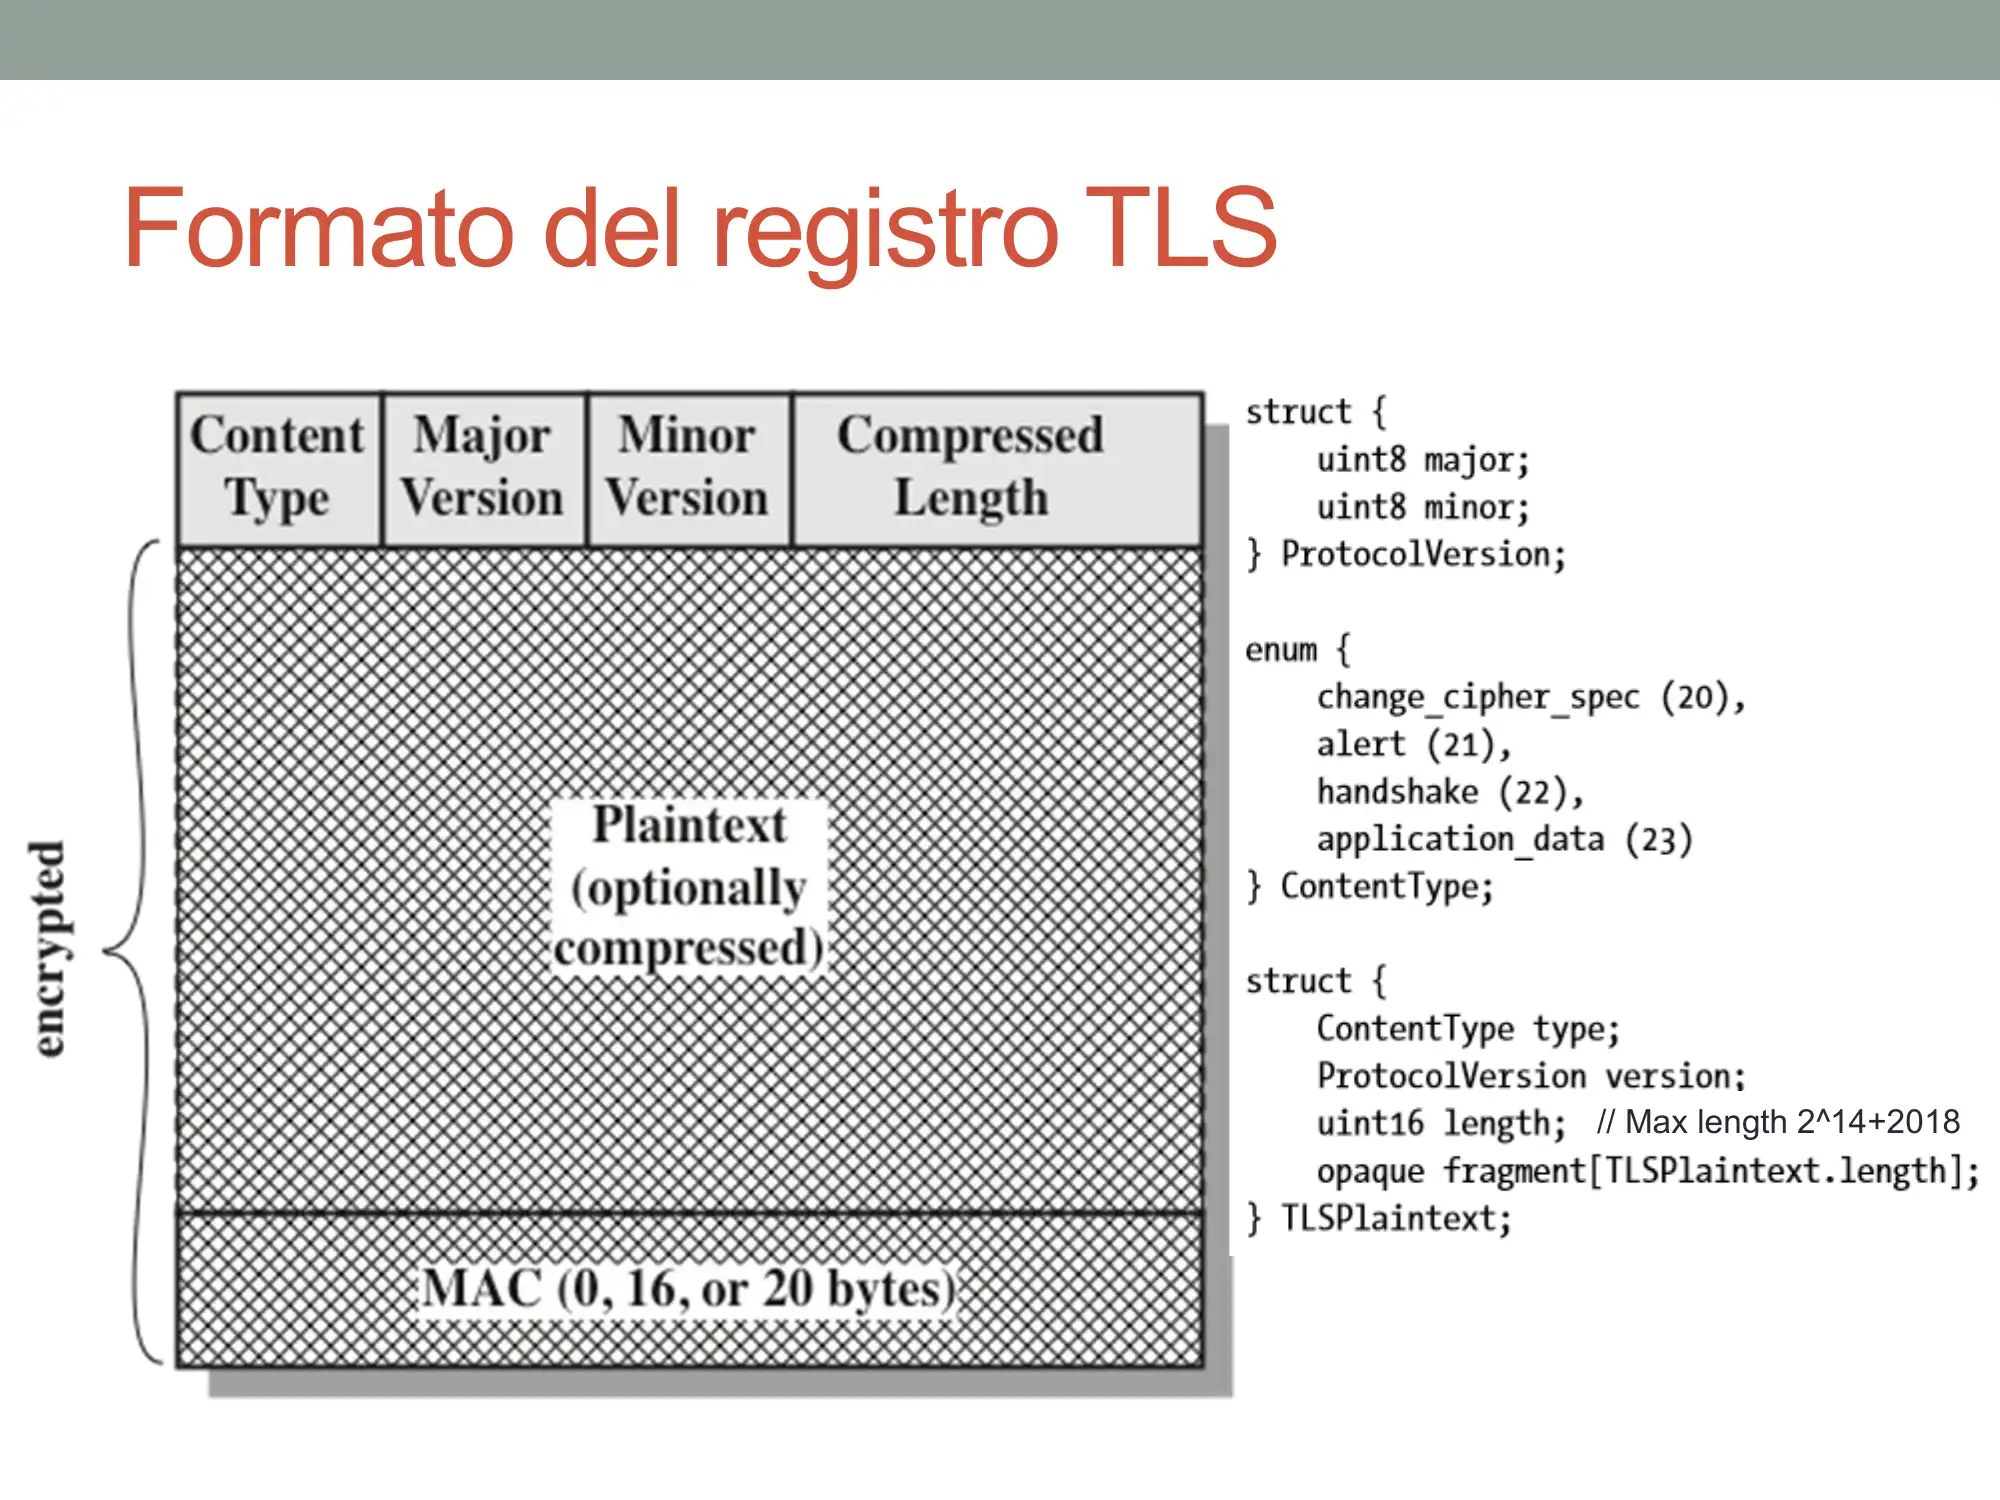 Formato del registro TLS
Content Type
Major Version
Minor Version
Compressed Length
encrypted
Plaintext
(optionally
compressed)
MAC (0, 16, or 20 bytes)
struct {
    uint8 major;
    uint8 minor;
} ProtocolVersion;
enum {
    change_cipher_spec (20),
    alert (21),
    handshake (22),
    application_data (23)
} ContentType;
struct {
    ContentType type;
    ProtocolVersion version;
    uint16 length; // Max length 2^14+2018
    opaque fragment[TLSPlaintext.length];
} TLSPlaintext;